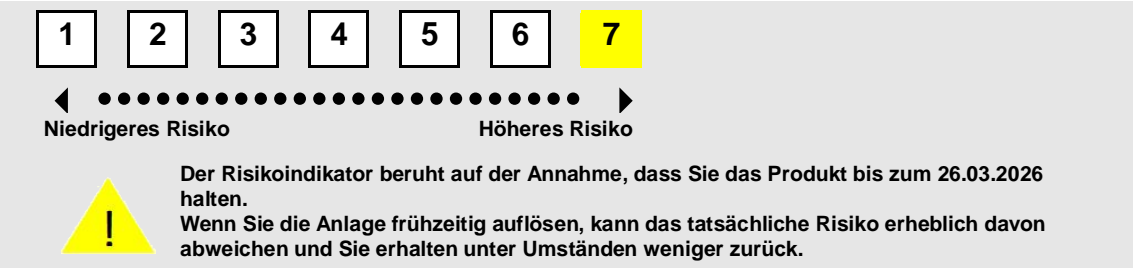 1 2 3 4 5 6 7
Niedrigeres Risiko Höheres Risiko
Der Risikoindikator beruht auf der Annahme, dass Sie das Produkt bis zum 26.03.2026
halten.
Wenn Sie die Anlage frühzeitig auflösen, kann das tatsächliche Risiko erheblich davon
abweichen und Sie erhalten unter Umständen weniger zurück.
!